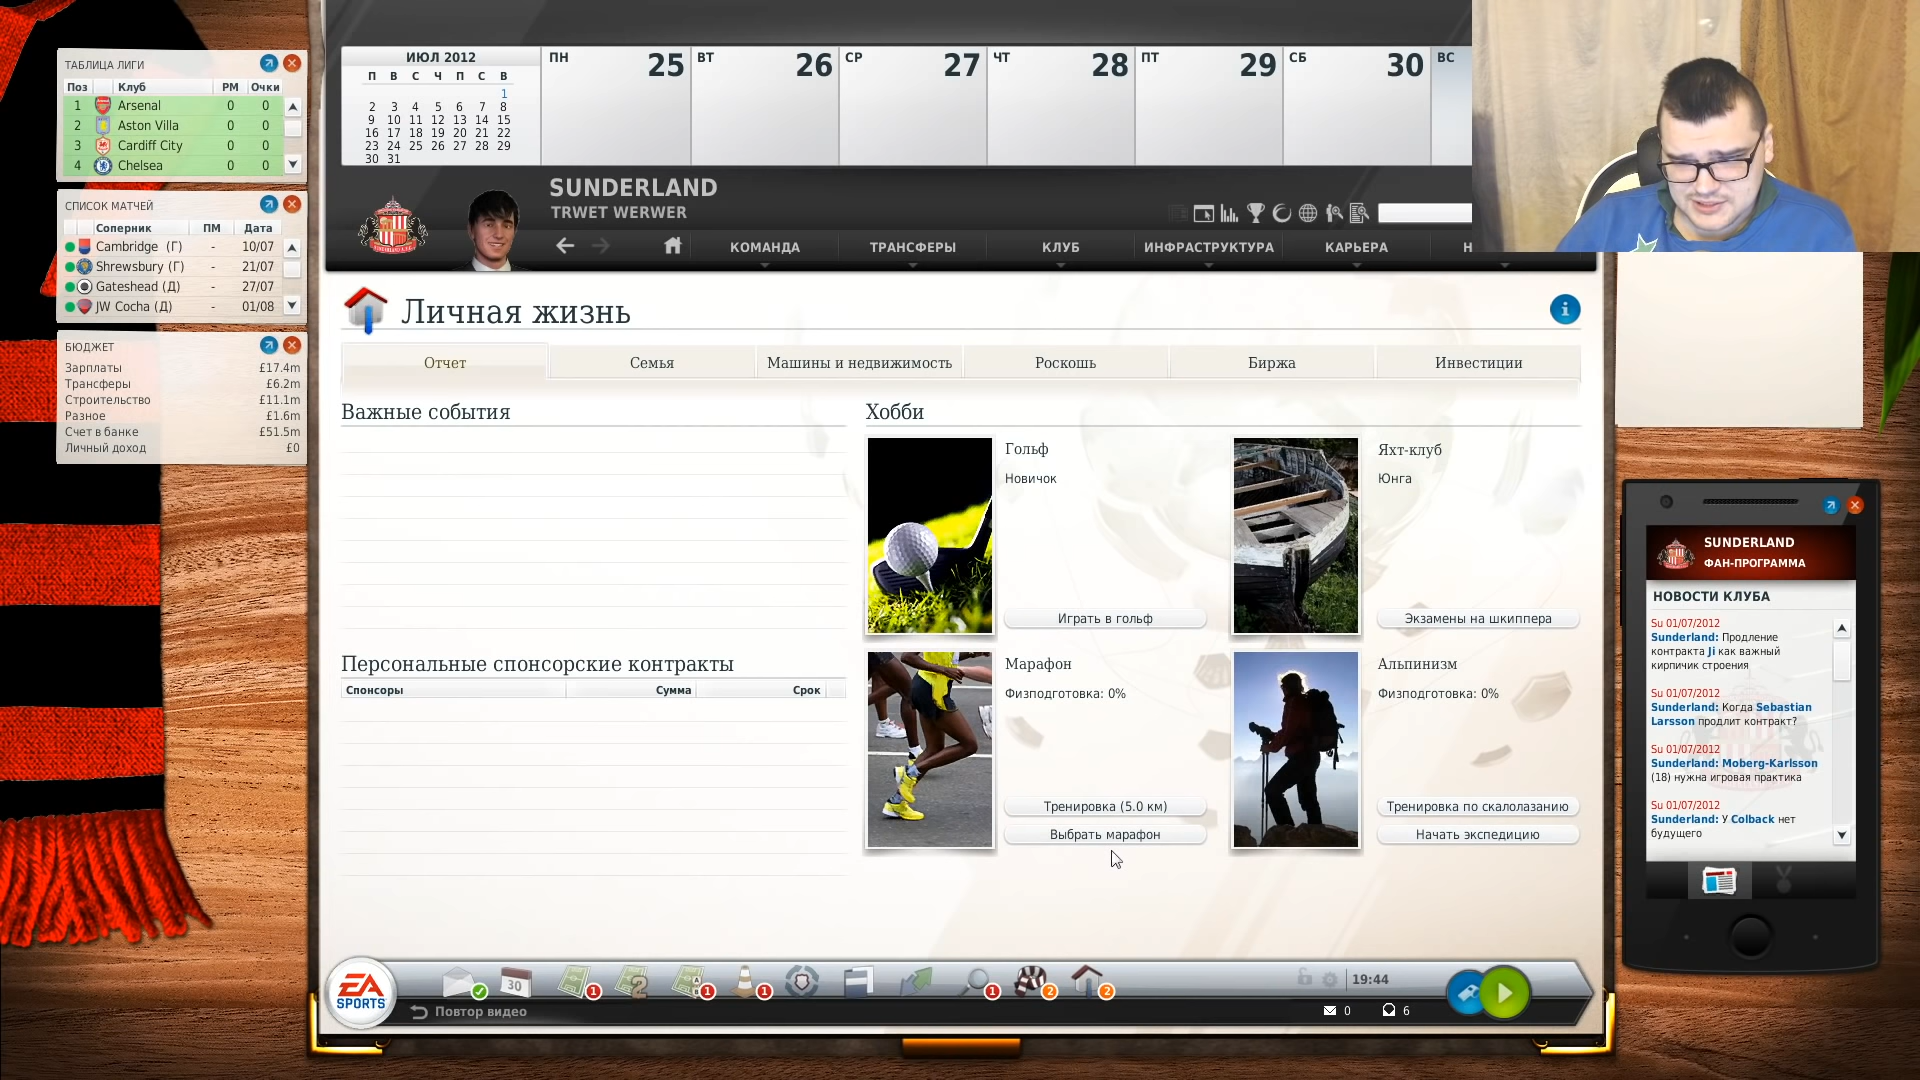 ТАБЛИЦА ЛИГИ
Поз Клуб РМ Очки
1 Arsenal 0 0
2 Aston Villa 0 0
3 Cardiff City 0 0
4 Chelsea 0 0
СПИСОК МАТЧЕЙ
Соперник ПМ Дата
Cambridge (Г) - 10/07
Shrewsbury (Г) - 21/07
Gateshead (Д) - 27/07
JW Cocha (Д) - 01/08
БЮДЖЕТ
Зарплаты £17.4m
Трансферы £6.2m
Строительство £11.1m
Разное £1.6m
Счет в банке £51.5m
Личный доход £0
ИЮЛ 2012
П В С Ч П С В
1
2 3 4 5 6 7 8
9 10 11 12 13 14 15
16 17 18 19 20 21 22
23 24 25 26 27 28 29
30 31
ПН 25 ВТ 26 СР 27 ЧТ 28 ПТ 29 СБ 30 ВС
SUNDERLAND
TRWET WERWER
КОМАНДА ТРАНСФЕРЫ КЛУБ ИНФРАСТРУКТУРА КАРЬЕРА Н
Личная жизнь
Отчет Семья Машины и недвижимость Роскошь Биржа Инвестиции
Важные события
Хобби
Гольф
Новичок
Играть в гольф
Яхт-клуб
Юнга
Экзамены на шкиппера
Персональные спонсорские контракты
Спонсоры Сумма Срок
Марафон
Физподготовка: 0%
Тренировка (5.0 км)
Выбрать марафон
Альпинизм
Физподготовка: 0%
Тренировка по скалолазанию
Начать экспедицию
SUNDERLAND
ФАН-ПРОГРАММА
НОВОСТИ КЛУБА
Su 01/07/2012
Sunderland: Продление
контракта Ji как важный
кирпичик строения
Su 01/07/2012
Sunderland: Когда Sebastian
Larsson продлит контракт?
Su 01/07/2012
Sunderland: Moberg-Karlsson
(18) нужна игровая практика
Su 01/07/2012
Sunderland: У Colback нет
будущего
EA
SPORTS
30 1 2 1 1 1 2 2
19:44
Повтор видео
0 6